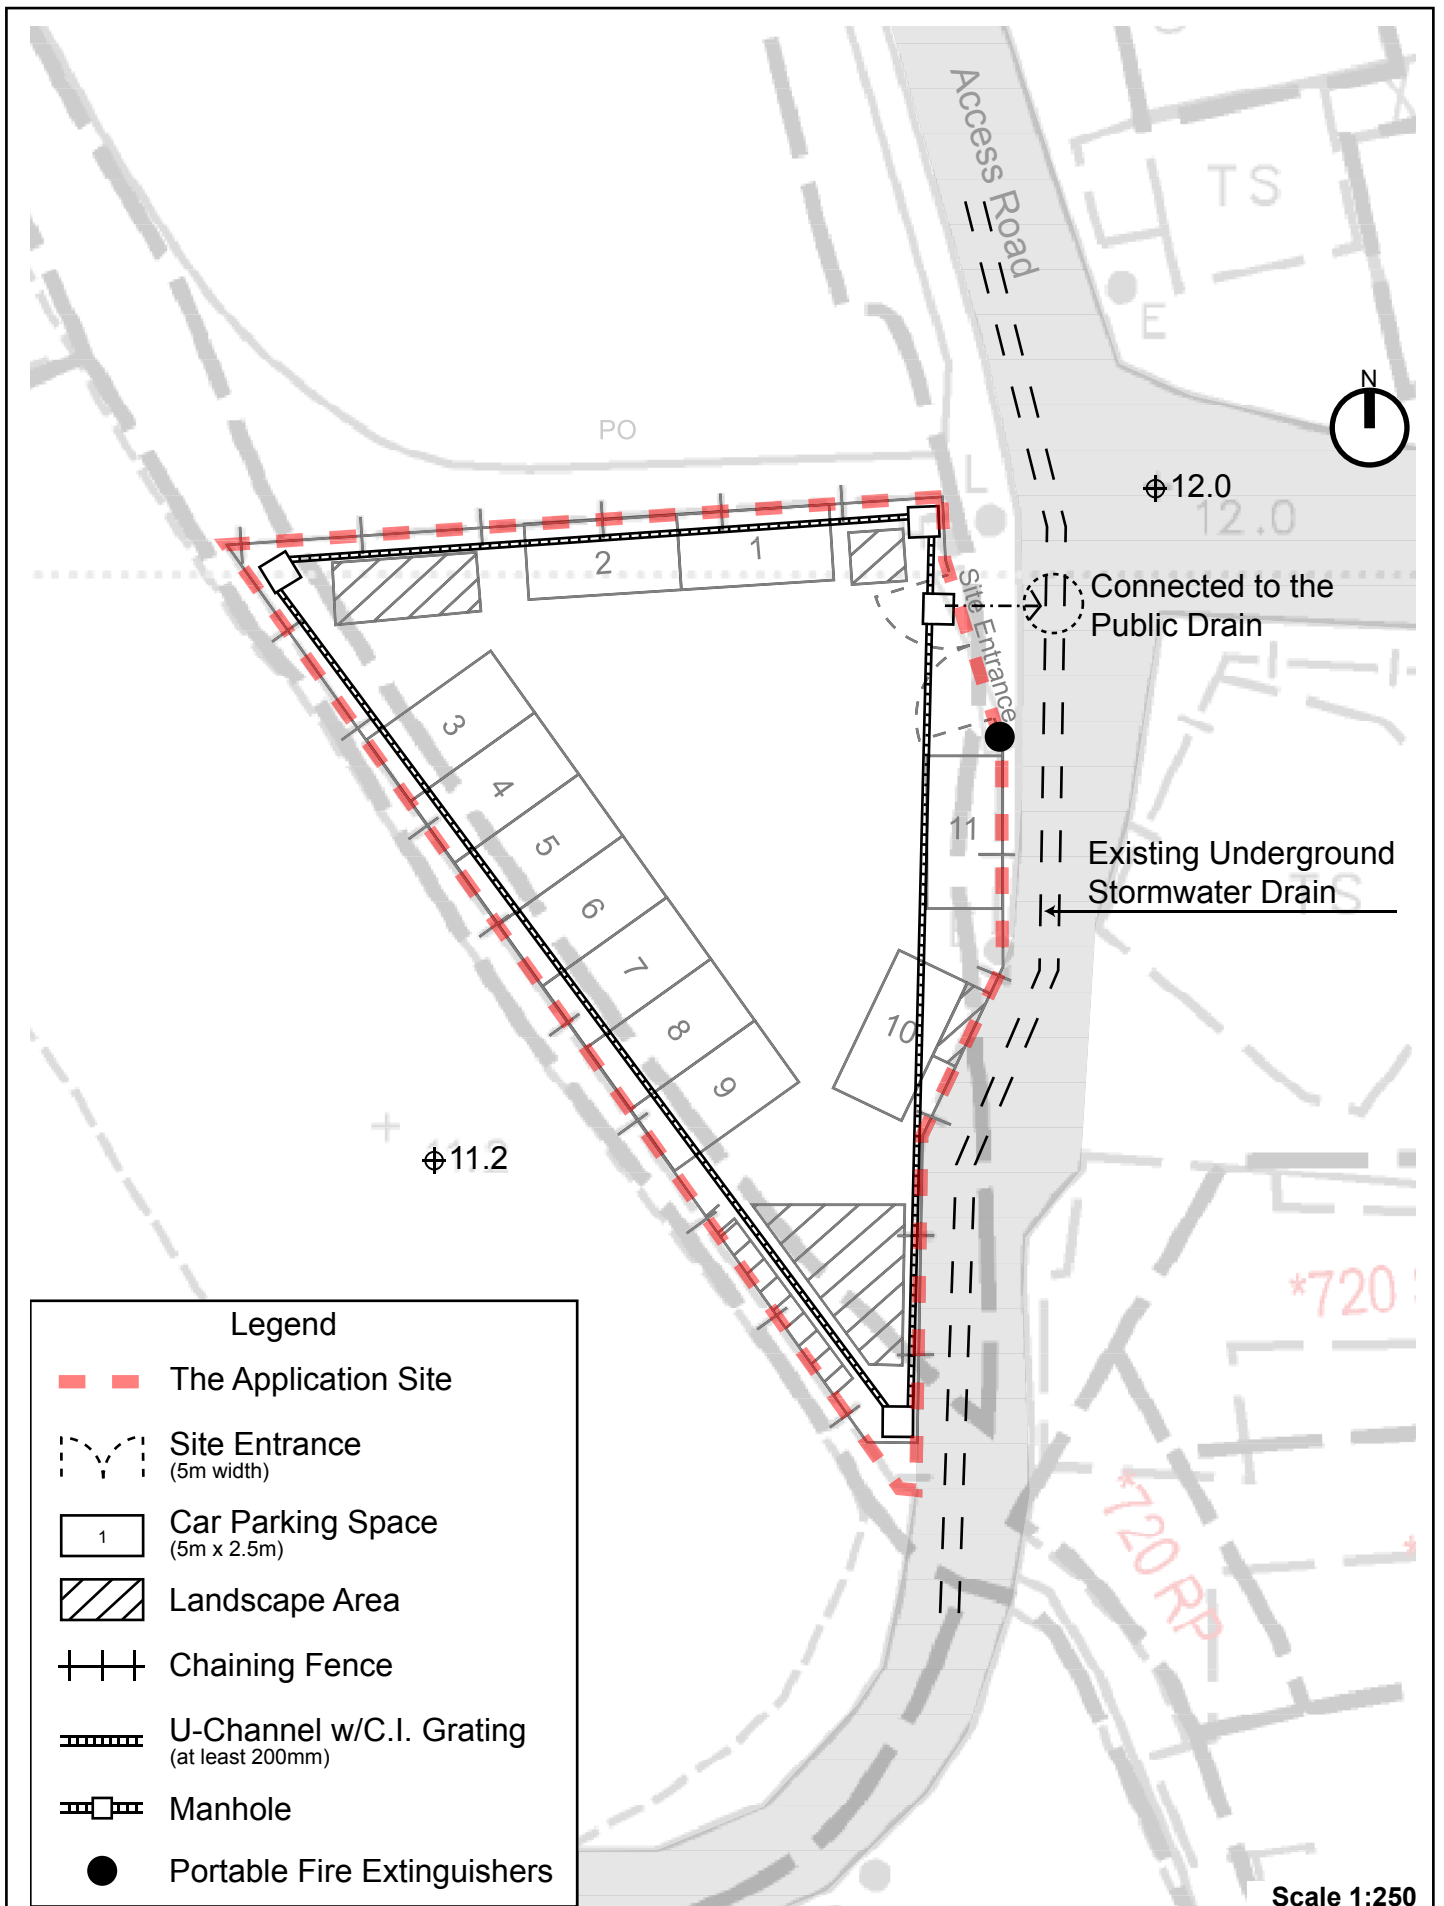 Access Road
TS
E
N
PO
L
12.0
12.0
Site Entrance
Connected to the
Public Drain
2
1
3
4
5
6
7
8
9
10
11
Existing Underground
Stormwater Drain
TS
11.2
*720
*720 RP
Legend
The Application Site
Site Entrance
(5m width)
1
Car Parking Space
(5m x 2.5m)
Landscape Area
Chaining Fence
U-Channel w/C.I. Grating
(at least 200mm)
Manhole
Portable Fire Extinguishers
Scale 1:250